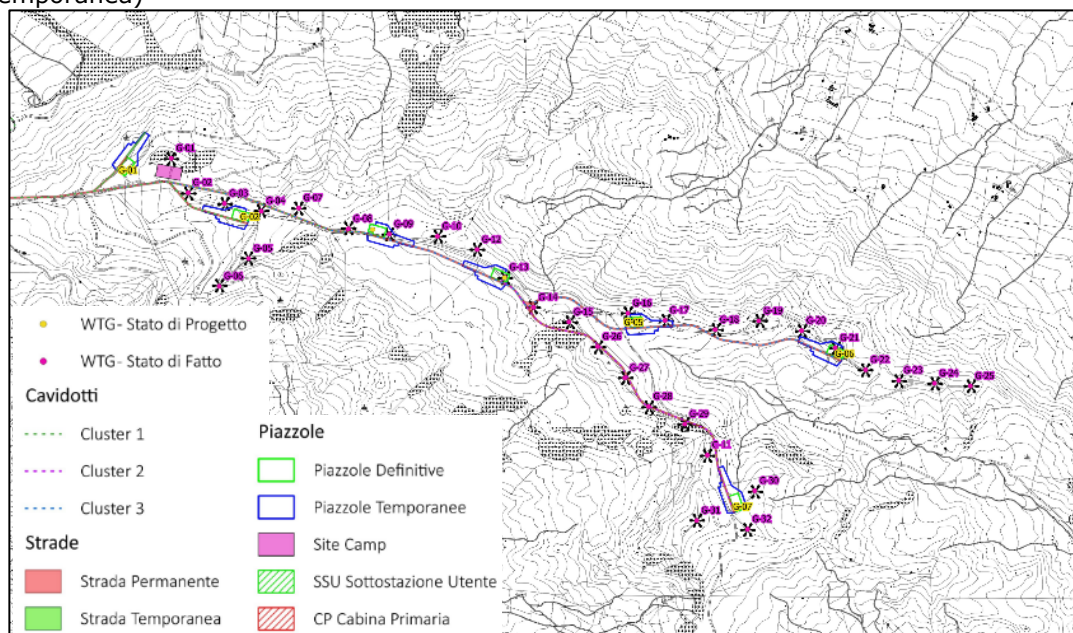 emporanea)
G-01
G-01
G-02
G-03
G-04
G-02
G-07
G-05
G-06
G-08
G-09
G-10
G-12
G-13
G-14
G-15
G-16
G-05
G-17
G-18
G-19
G-20
G-21
G-06
G-22
G-23
G-24
G-25
G-26
G-27
G-28
G-29
G-11
G-30
G-07
G-31
G-32
WTG- Stato di Progetto
WTG- Stato di Fatto
Cavidotti
Cluster 1
Cluster 2
Cluster 3
Strade
Strada Permanente
Strada Temporanea
Piazzole
Piazzole Definitive
Piazzole Temporanee
Site Camp
SSU Sottostazione Utente
CP Cabina Primaria